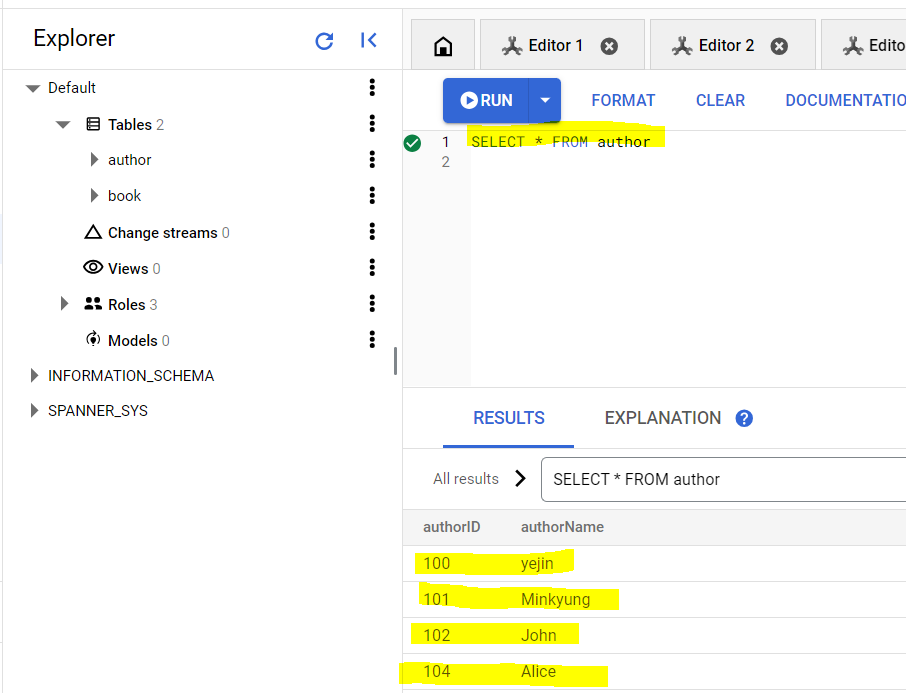 Explorer
Default
Tables 2
author
book
Change streams 0
Views 0
Roles 3
Models 0
INFORMATION_SCHEMA
SPANNER_SYS
Editor 1 Editor 2 Edito
RUN FORMAT CLEAR DOCUMENTATIO
1 SELECT * FROM author
2
RESULTS EXPLANATION ?
All results SELECT * FROM author
authorID authorName
100 yejin
101 Minkyung
102 John
104 Alice